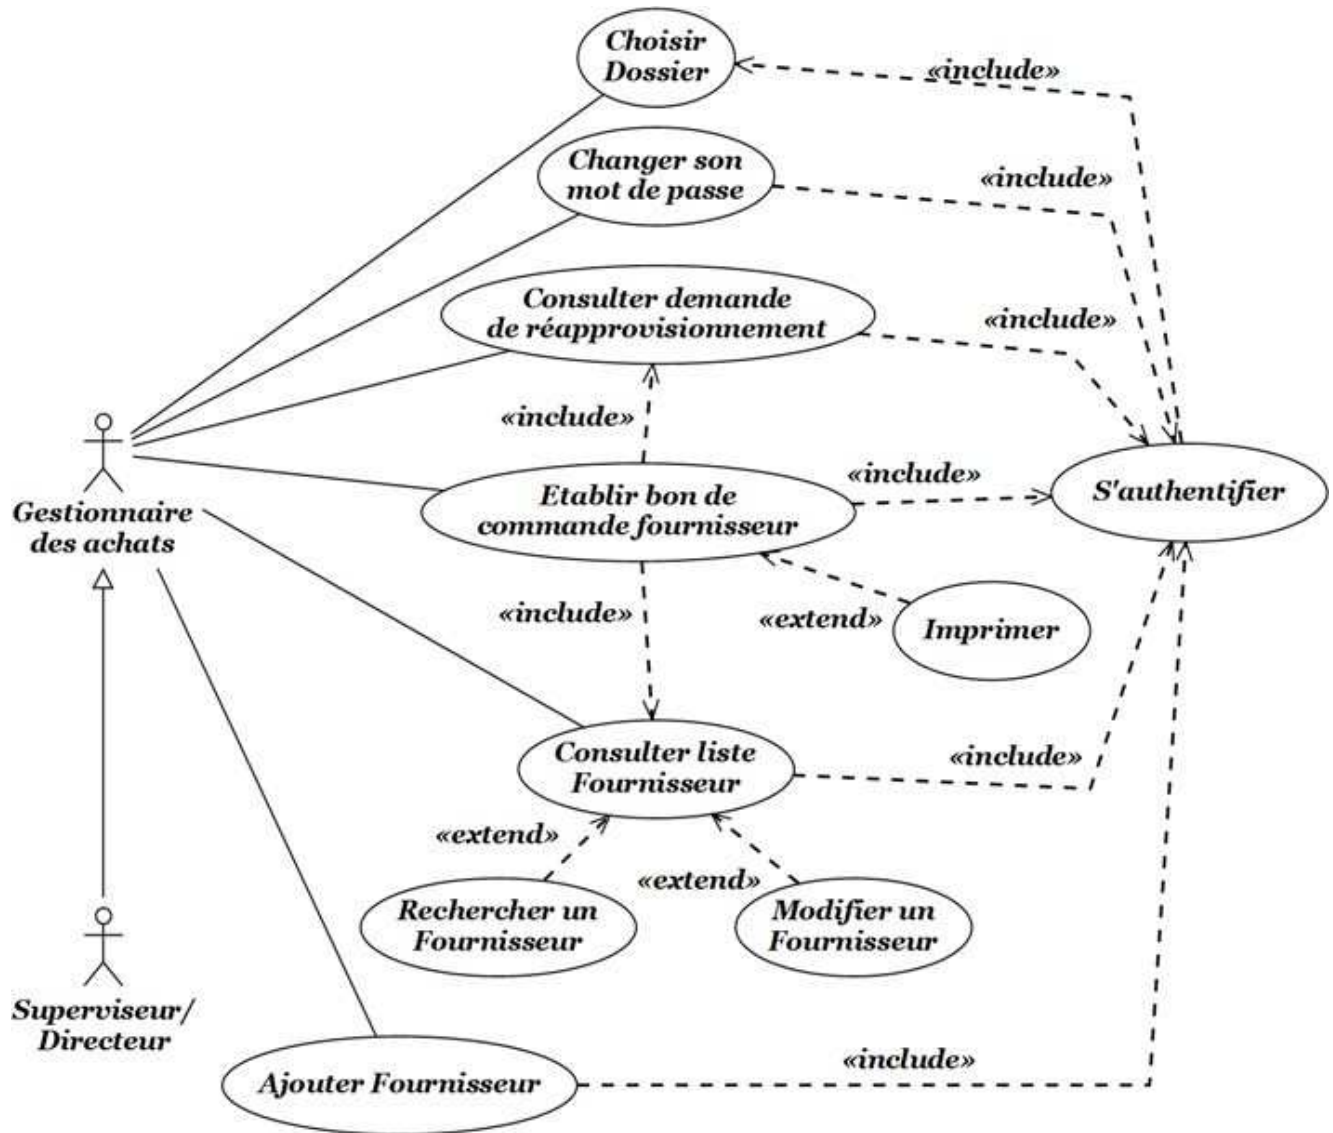 Choisir
Dossier
«include»
Changer son
mot de passe
«include»
Consulter demande
de réapprovisionnement
«include»
«include»
Gestionnaire
des achats
Etablir bon de
commande fournisseur
«include»
S'authentifier
«include»
«extend»
Imprimer
Consulter liste
Fournisseur
«include»
«extend»
«extend»
Rechercher un
Fournisseur
Modifier un
Fournisseur
Superviseur/
Directeur
Ajouter Fournisseur
«include»